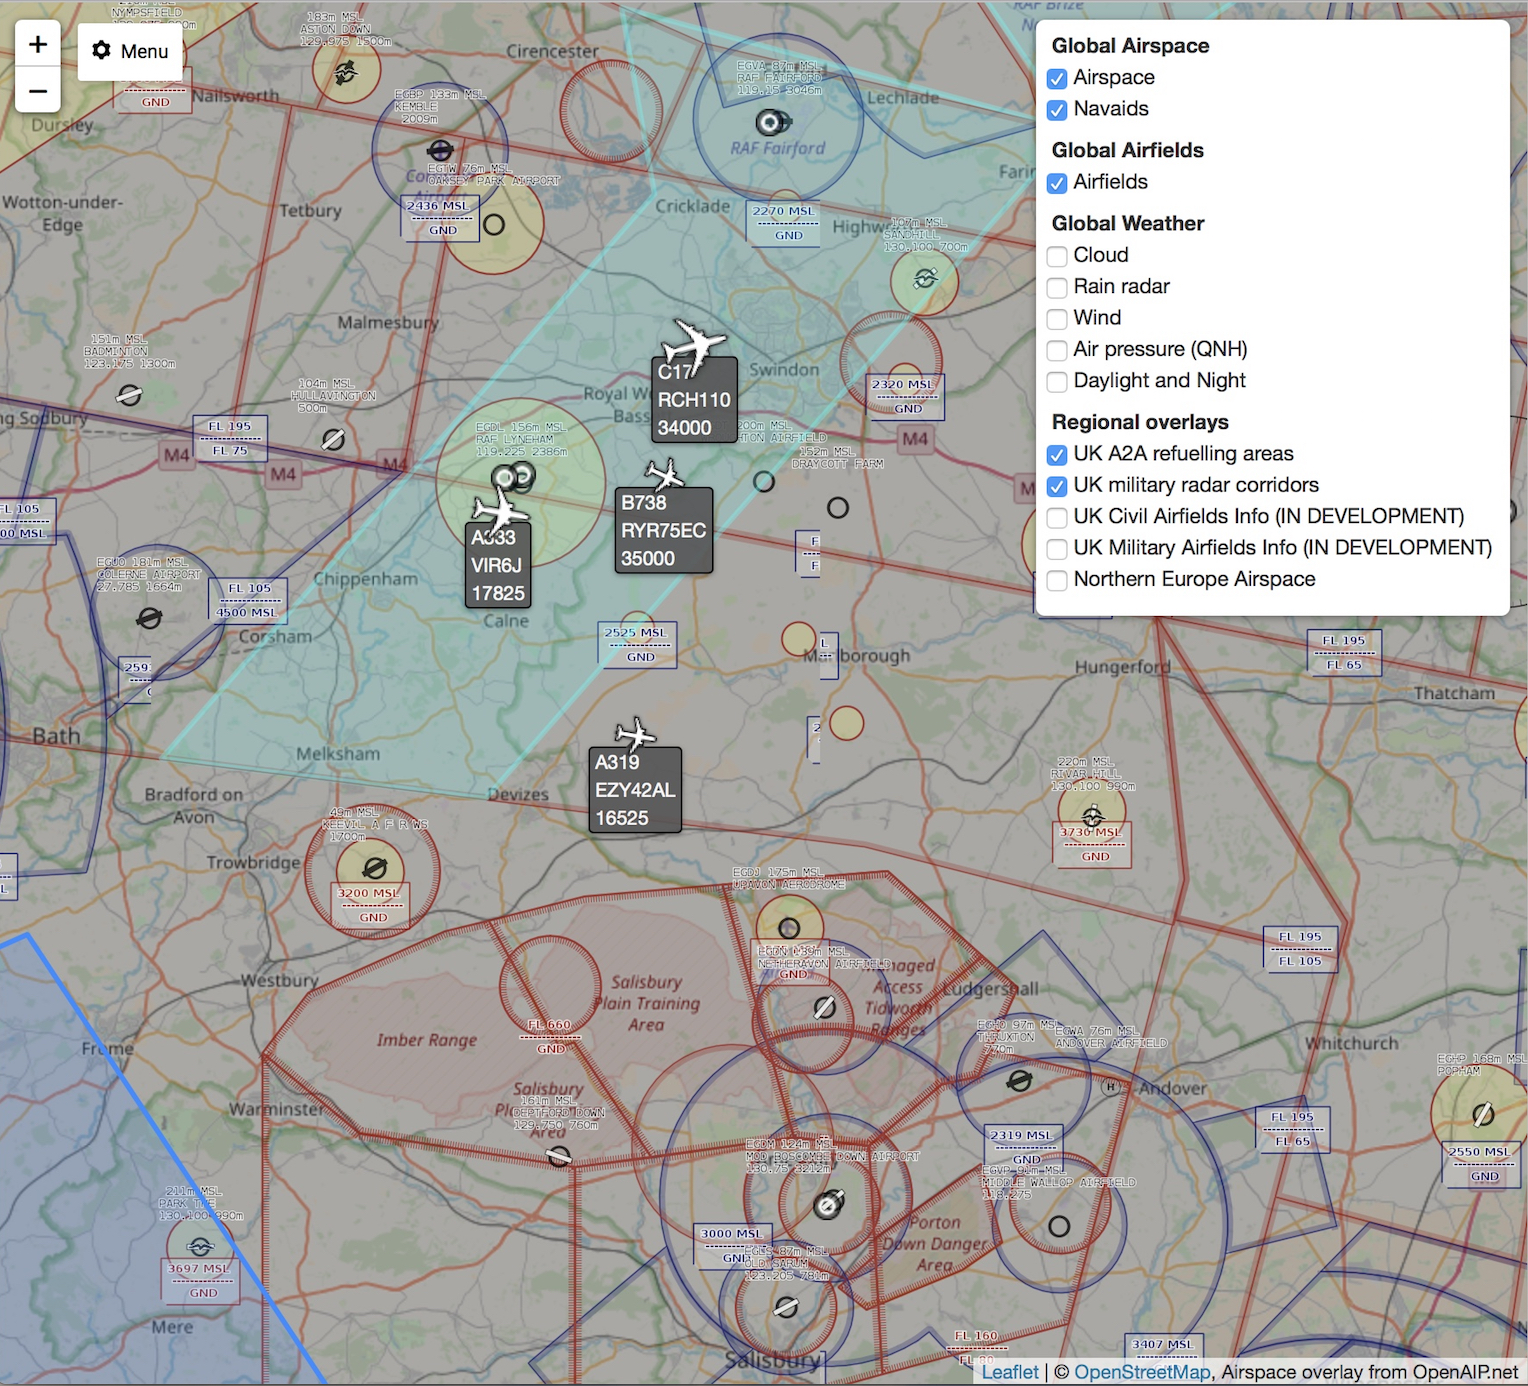 +
−
Menu
Global Airspace
Airspace
Navaids
Global Airfields
Airfields
Global Weather
Cloud
Rain radar
Wind
Air pressure (QNH)
Daylight and Night
Regional overlays
UK A2A refuelling areas
UK military radar corridors
UK Civil Airfields Info (IN DEVELOPMENT)
UK Military Airfields Info (IN DEVELOPMENT)
Northern Europe Airspace
NYMPSFIELD
183m MSL
ASTON DOWN
129.975 1500m
Cirencester
RAF Brize
GND
Nailsworth
Dursley
EGBP 133m MSL
KEMBLE
2009m
EGVA 87m MSL
RAF FAIRFORD
119.15 3046m
RAF Fairford
Lechlade
EGTW 76m MSL
OAKSEY PARK AIRPORT
2436 MSL
GND
Wotton-under-
Edge
Tetbury
Cricklade
2270 MSL
GND
107m MSL
SANDHILL
130.100 700m
Malmesbury
151m MSL
BADMINTON
123.175 1300m
104m MSL
HULLAVINGTON
500m
C17
RCH110
34000
Swindon
2320 MSL
GND
FL 195
FL 75
M4
M4
M4
M4
EGDL 156m MSL
RAF LYNEHAM
119.225 2386m
152m MSL
DRAYCOTT FARM
FL 105
A333
VIR6J
17825
B738
RYR75EC
35000
EGUO 181m MSL
COLERNE AIRPORT
27.785 1664m
FL 105
4500 MSL
Chippenham
Calne
Corsham
2525 MSL
GND
Marlborough
Hungerford
FL 195
FL 65
Thatcham
Bath
Melksham
A319
EZY42AL
16525
Devizes
Bradford on
Avon
220m MSL
RIVAR HILL
130.100 990m
3730 MSL
GND
49m MSL
KEEVIL A F R WS
1700m
Trowbridge
3200 MSL
GND
EGDJ 175m MSL
UPAVON AERODROME
FL 195
FL 105
Westbury
Salisbury
Plain Training
Area
NETHERAVON AIRFIELD
GND
Managed
Access
Tidworth
Ranges
Ludgershall
Imber Range
FL 660
GND
EGHO 97m MSL
THRUXTON
770m
EGWA 76m MSL
ANDOVER AIRFIELD
Frome
Whitchurch
EGHP 168m MSL
POPHAM
H
Andover
Warminster
Salisbury
Area
161m MSL
DEPTFORD DOWN
129.750 760m
FL 195
FL 65
2319 MSL
GND
EGDM 124m MSL
MOD BOSCOMBE DOWN AIRPORT
130.75 3212m
EGVP 91m MSL
MIDDLE WALLOP AIRFIELD
118.275
2550 MSL
GND
211m MSL
130.100 990m
3000 MSL
Porton
Down Danger
Area
EGLS 87m MSL
OLD SARUM
123.205 781m
3697 MSL
GND
Mere
FL 160
3407 MSL
Salisbury
Leaflet | © OpenStreetMap, Airspace overlay from OpenAIP.net